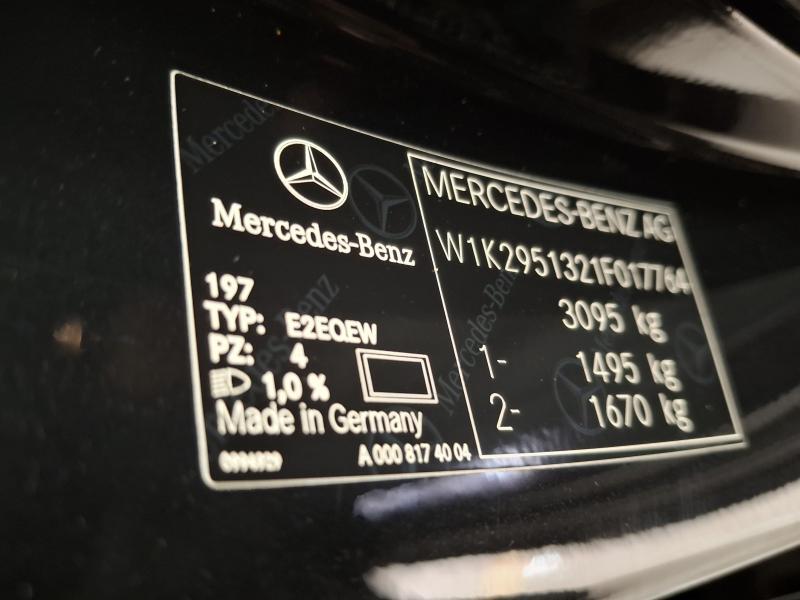 Mercedes-Benz
197
TYP: E2EQEW
PZ: 4
1,0 %
Made in Germany
A 000 817 40 04
MERCEDES-BENZ AG
W1K2951321F017764
3095 kg
1- 1495 kg
2- 1670 kg